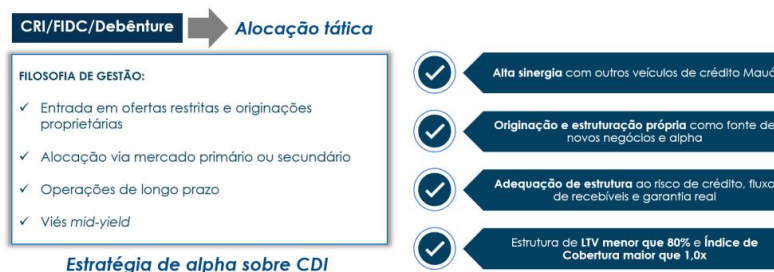 CRI/FIDC/Debênture
Alocação tática
FILOSOFIA DE GESTÃO:
✓ Entrada em ofertas restritas e originações
proprietárias
✓ Alocação via mercado primário ou secundário
✓ Operações de longo prazo
✓ Viés mid-yield
Estratégia de alpha sobre CDI
Alta sinergia com outros veículos de crédito Mauá
Originação e estruturação própria como fonte de
novos negócios e alpha
Adequação de estrutura ao risco de crédito, fluxo
de recebíveis e garantia real
Estrutura de LTV menor que 80% e Índice de
Cobertura maior que 1,0x